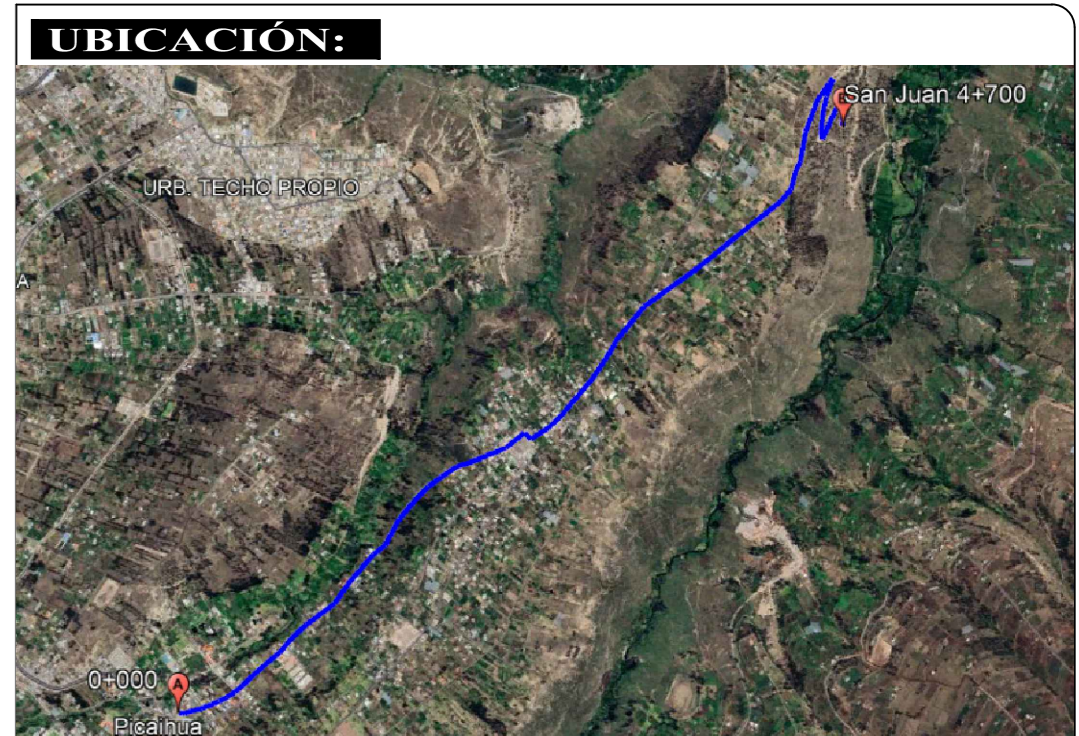 UBICACIÓN:
San Juan 4+700
URB. TECHO PROPIO
A
0+000
A
Picaihua